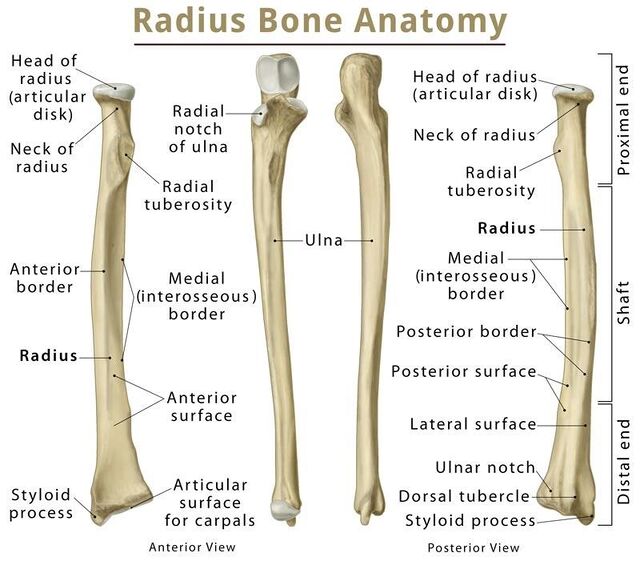 Radius Bone Anatomy
Head of
radius
(articular
disk)
Neck of
radius
Radial
tuberosity
Anterior
border
Medial
(interosseous)
border
Radius
Anterior
surface
Styloid
process
Articular
surface
for carpals
Anterior View
Radial
notch
of ulna
Ulna
Head of radius
(articular disk)
Neck of radius
Radial
tuberosity
Radius
Medial
(interosseous)
border
Posterior border
Posterior surface
Lateral surface
Ulnar notch
Dorsal tubercle
Styloid process
Posterior View
Proximal end
Shaft
Distal end